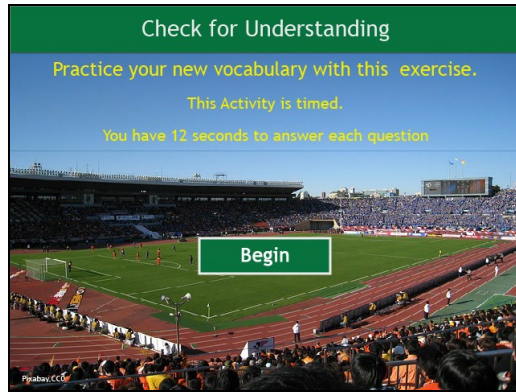 Check for Understanding
Practice your new vocabulary with this exercise.
This Activity is timed.
You have 12 seconds to answer each question
Begin
Pixabay,CC0